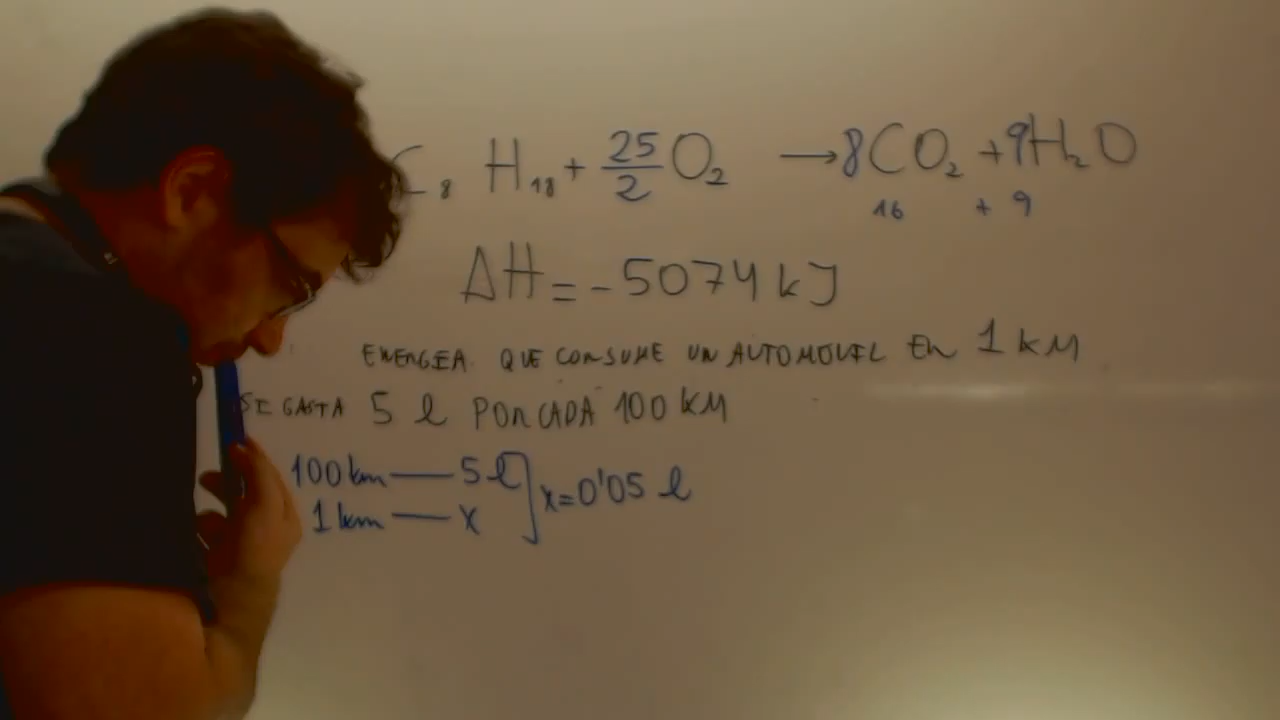 C₈ H₁₈ + 25/2 O₂ → 8CO₂ + 9H₂O
16 + 9
ΔH = -5074 kJ
ENERGIA QUE CONSUME UN AUTOMOVIL EN 1 KM
SI GASTA 5 l POR CADA 100 KM
100 km — 5 l
1 km — x
x = 0'05 l